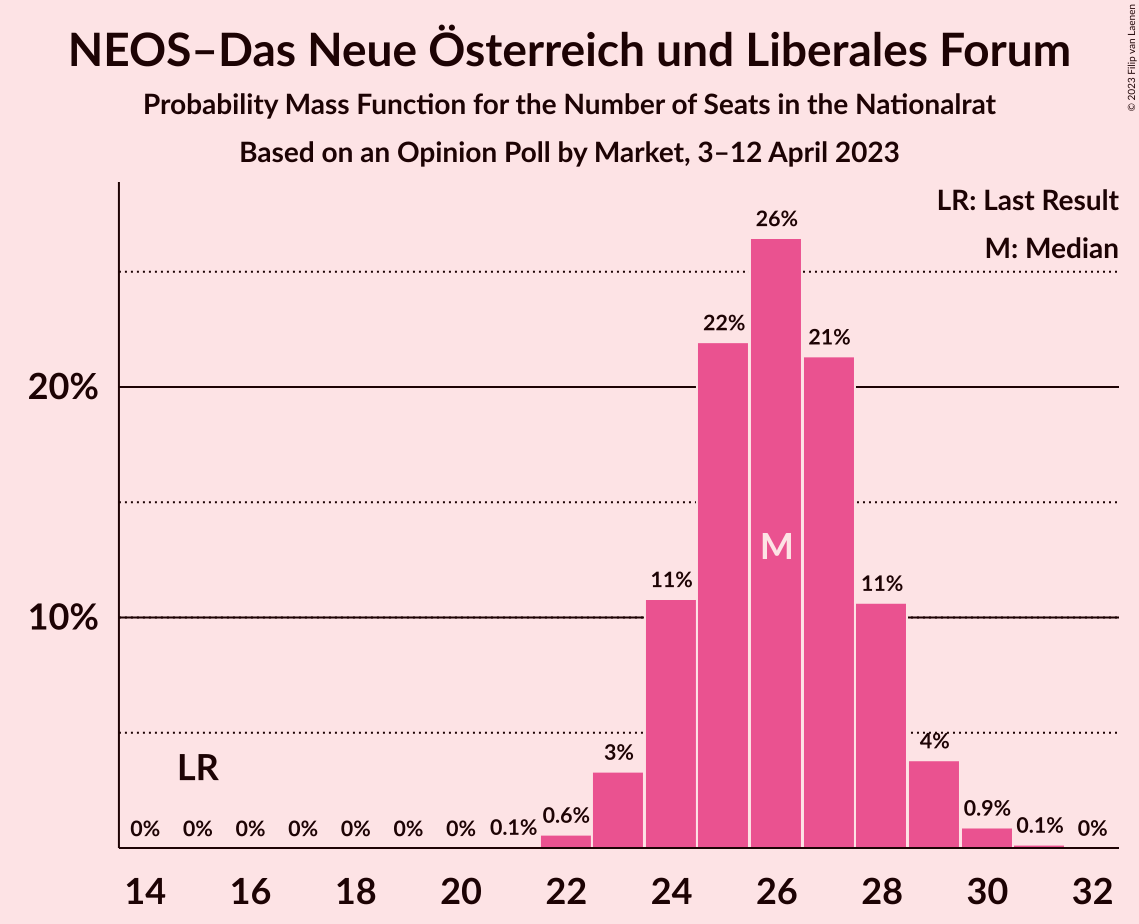 NEOS–Das Neue Österreich und Liberales Forum
Probability Mass Function for the Number of Seats in the Nationalrat
Based on an Opinion Poll by Market, 3–12 April 2023
© 2023 Filip van Laenen
LR: Last Result
M: Median
26%
22%
21%
20%
M
11%
11%
10%
LR
3%
4%
0%
0%
0%
0%
0%
0%
0%
0.1%
0.6%
0.9%
0.1%
0%
14 16 18 20 22 24 26 28 30 32